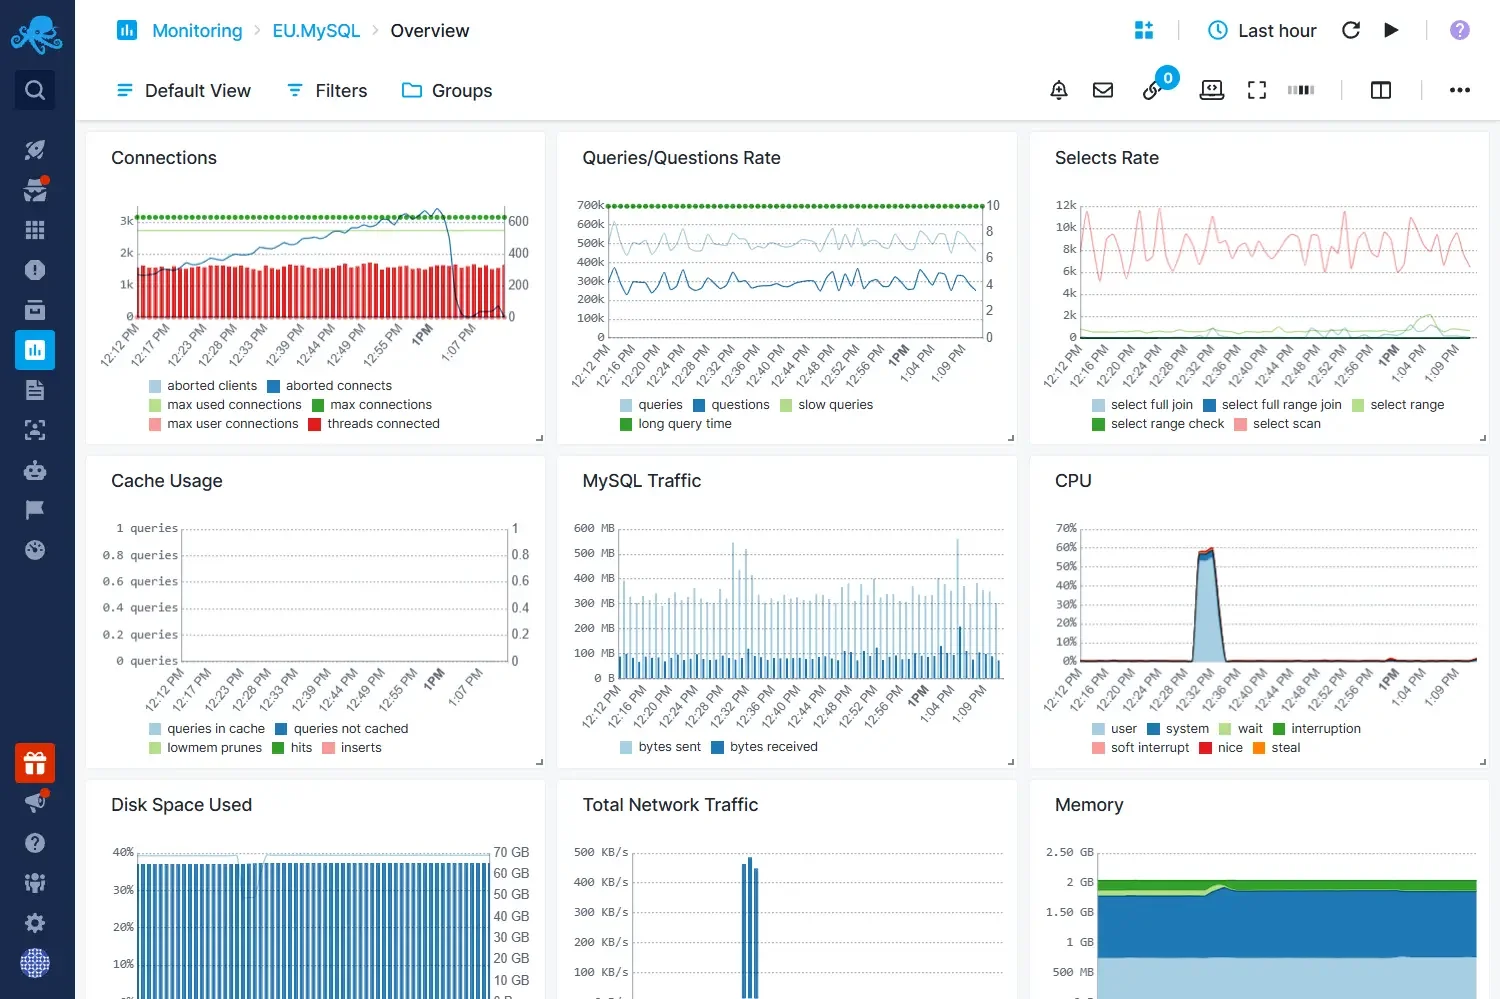 Monitoring > EU.MySQL > Overview
Last hour
Default View Filters Groups
0
Connections
3k
2k
1k
0
600
400
200
0
12:12 PM 12:17 PM 12:23 PM 12:28 PM 12:33 PM 12:39 PM 12:44 PM 12:49 PM 12:55 PM 1PM 1:07 PM
aborted clients aborted connects
max used connections max connections
max user connections threads connected
Queries/Questions Rate
700k
600k
500k
400k
300k
200k
100k
0
10
8
6
4
2
0
12:12 PM 12:16 PM 12:20 PM 12:24 PM 12:28 PM 12:32 PM 12:36 PM 12:40 PM 12:44 PM 12:48 PM 12:52 PM 12:56 PM 1PM 1:04 PM 1:09 PM
queries questions slow queries
long query time
Selects Rate
12k
10k
8k
6k
4k
2k
0
12:12 PM 12:16 PM 12:20 PM 12:24 PM 12:28 PM 12:32 PM 12:36 PM 12:40 PM 12:44 PM 12:48 PM 12:52 PM 12:56 PM 1PM 1:04 PM 1:09 PM
select full join select full range join select range
select range check select scan
Cache Usage
1 queries
0.8 queries
0.6 queries
0.4 queries
0.2 queries
0 queries
1
0.8
0.6
0.4
0.2
0
12:12 PM 12:17 PM 12:23 PM 12:28 PM 12:33 PM 12:39 PM 12:44 PM 12:49 PM 12:55 PM 1PM 1:07 PM
queries in cache queries not cached
lowmem prunes hits inserts
MySQL Traffic
600 MB
500 MB
400 MB
300 MB
200 MB
100 MB
0 B
12:12 PM 12:16 PM 12:20 PM 12:24 PM 12:28 PM 12:32 PM 12:36 PM 12:40 PM 12:44 PM 12:48 PM 12:52 PM 12:56 PM 1PM 1:04 PM 1:09 PM
bytes sent bytes received
CPU
70%
60%
50%
40%
30%
20%
10%
0%
12:12 PM 12:16 PM 12:20 PM 12:24 PM 12:28 PM 12:32 PM 12:36 PM 12:40 PM 12:44 PM 12:48 PM 12:52 PM 12:56 PM 1PM 1:04 PM 1:09 PM
user system wait interruption
soft interrupt nice steal
Disk Space Used
40%
30%
20%
10%
70 GB
60 GB
50 GB
40 GB
30 GB
20 GB
10 GB
Total Network Traffic
500 KB/s
400 KB/s
300 KB/s
200 KB/s
100 KB/s
Memory
2.50 GB
2 GB
1.50 GB
1 GB
500 MB